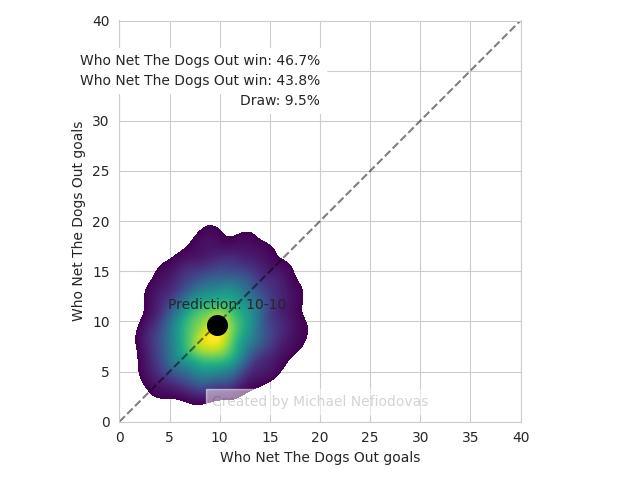 40
Who Net The Dogs Out win: 46.7%
Who Net The Dogs Out win: 43.8%
Draw: 9.5%
30
25
20
15
Prediction: 10-10
10
5
Created by Michael Nefiodovas
0
0 5 10 15 20 25 30 35 40
Who Net The Dogs Out goals
Who Net The Dogs Out goals